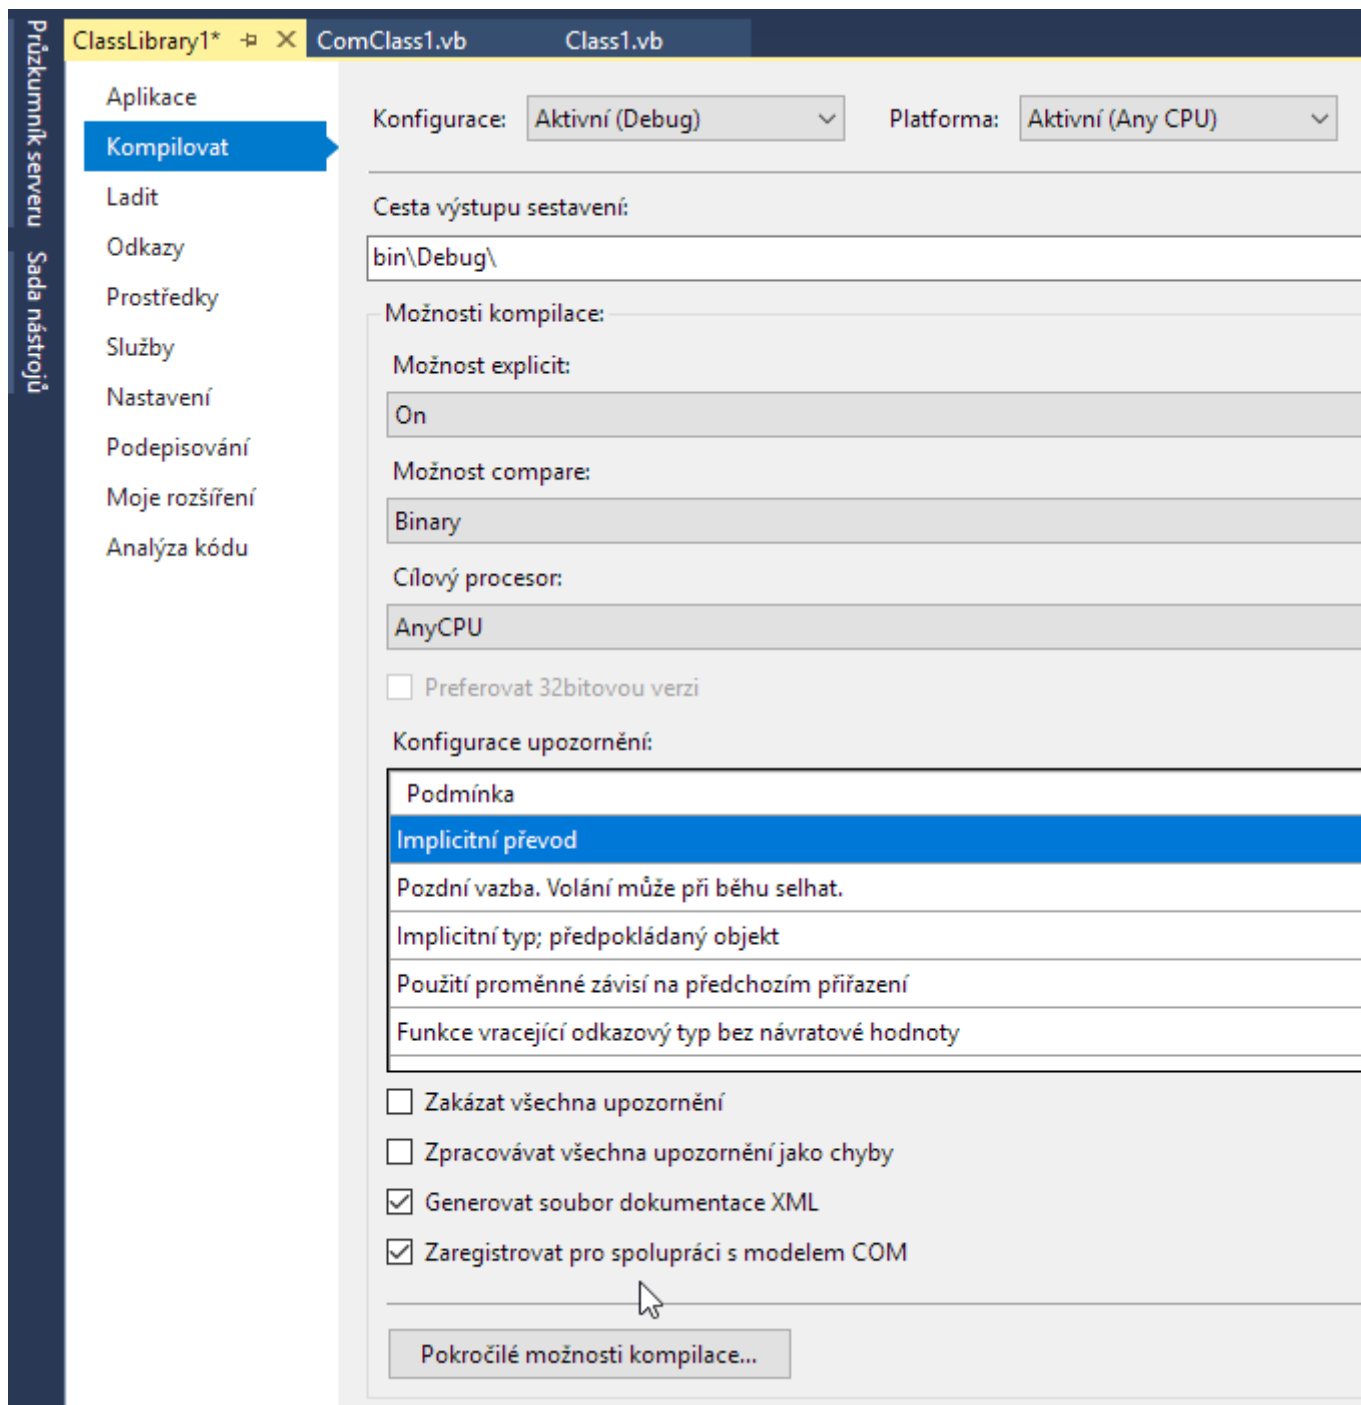 Průzkumník serveru
Sada nástrojů
ClassLibrary1* ComClass1.vb Class1.vb
Aplikace
Kompilovat
Ladit
Odkazy
Prostředky
Služby
Nastavení
Podepisování
Moje rozšíření
Analýza kódu
Konfigurace: Aktivní (Debug) Platforma: Aktivní (Any CPU)
Cesta výstupu sestavení:
bin\Debug\
Možnosti kompilace:
Možnost explicit:
On
Možnost compare:
Binary
Cílový procesor:
AnyCPU
Preferovat 32bitovou verzi
Konfigurace upozornění:
Podmínka
Implicitní převod
Pozdní vazba. Volání může při běhu selhat.
Implicitní typ; předpokládaný objekt
Použití proměnné závisí na předchozím přiřazení
Funkce vracející odkazový typ bez návratové hodnoty
Zakázat všechna upozornění
Zpracovávat všechna upozornění jako chyby
Generovat soubor dokumentace XML
Zaregistrovat pro spolupráci s modelem COM
Pokročilé možnosti kompilace...